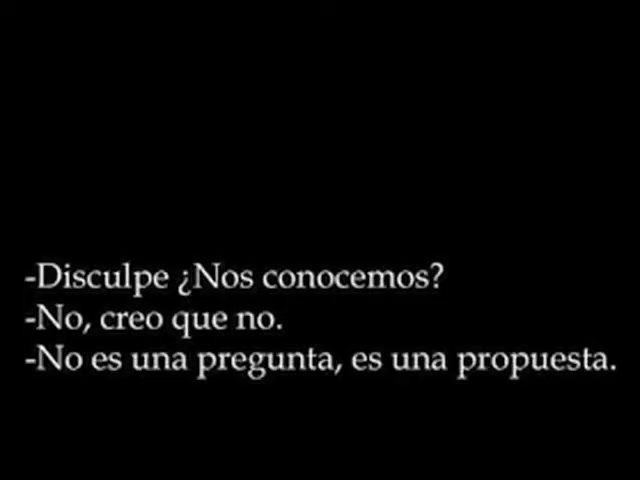 -Disculpe ¿Nos conocemos?
-No, creo que no.
-No es una pregunta, es una propuesta.